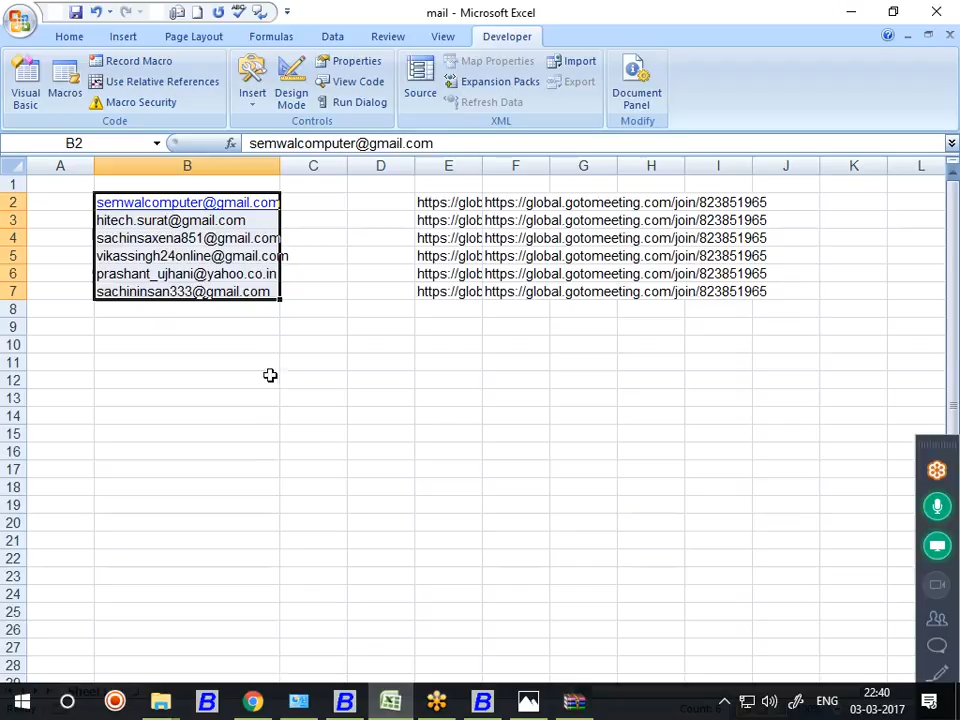 mail - Microsoft Excel
Home Insert Page Layout Formulas Data Review View Developer
Visual Basic
Macros
Record Macro
Use Relative References
Macro Security
Code
Insert
Design Mode
Properties
View Code
Run Dialog
Controls
Source
Map Properties
Expansion Packs
Refresh Data
Import
Export
XML
Document Panel
Modify
B2 fx semwalcomputer@gmail.com
A B C D E F G H I J K L
1
2 semwalcomputer@gmail.com https://glob https://global.gotomeeting.com/join/823851965
3 hitech.surat@gmail.com https://glob https://global.gotomeeting.com/join/823851965
4 sachinsaxena851@gmail.com https://glob https://global.gotomeeting.com/join/823851965
5 vikassingh24online@gmail.com https://glob https://global.gotomeeting.com/join/823851965
6 prashant_ujhani@yahoo.co.in https://glob https://global.gotomeeting.com/join/823851965
7 sachininsan333@gmail.com https://glob https://global.gotomeeting.com/join/823851965
8
9
10
11
12
13
14
15
16
17
18
19
20
21
22
23
24
25
26
27
28
ENG
22:40
03-03-2017